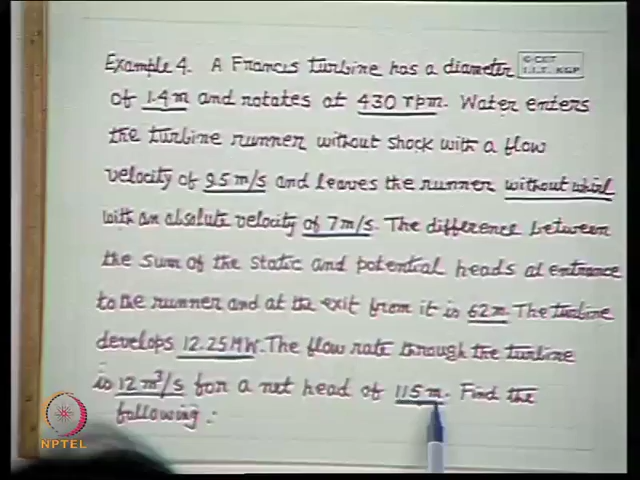 Example 4. A Francis turbine has a diameter
© CET
I.I.T. KGP
of 1.4m and rotates at 430 rpm. Water enters
the turbine runner without shock with a flow
velocity of 9.5 m/s and leaves the runner without whirl
with an absolute velocity of 7 m/s. The difference between
the sum of the static and potential heads at entrance
to the runner and at the exit from it is 62m. The turbine
develops 12.25 MW. The flow rate through the turbine
is 12 m³/s for a net head of 115 m. Find the
following:
NPTEL